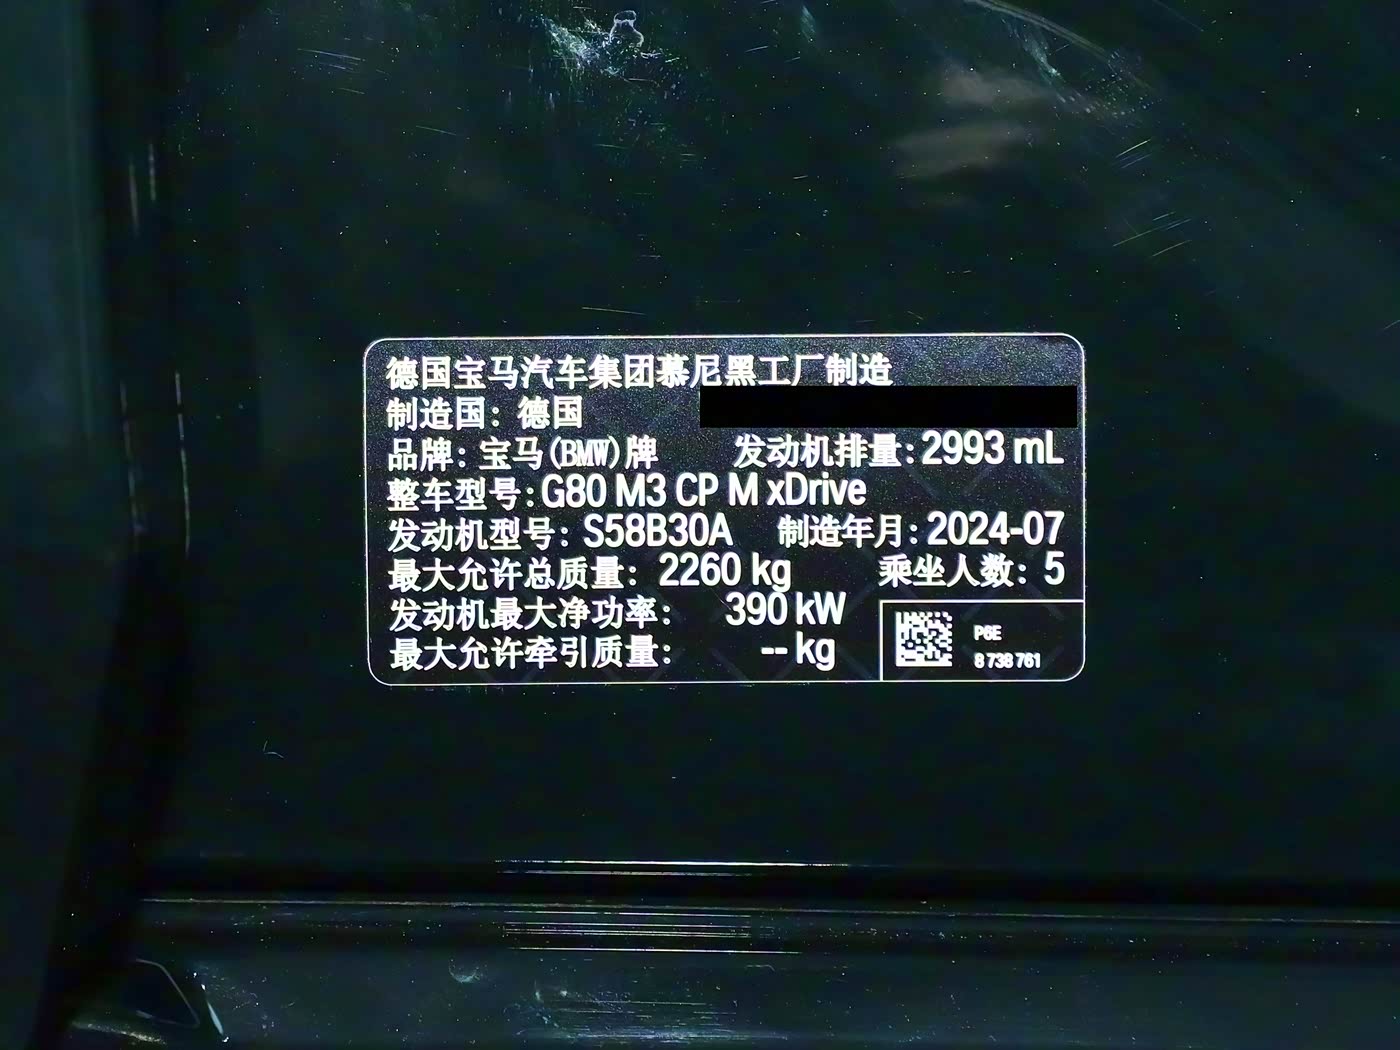 德国宝马汽车集团慕尼黑工厂制造
制造国：德国
品牌：宝马(BMW)牌 发动机排量：2993 mL
整车型号：G80 M3 CP M xDrive
发动机型号：S58B30A 制造年月：2024-07
最大允许总质量：2260 kg 乘坐人数：5
发动机最大净功率：390 kW
最大允许牵引质量：-- kg
P6E
8 738 761